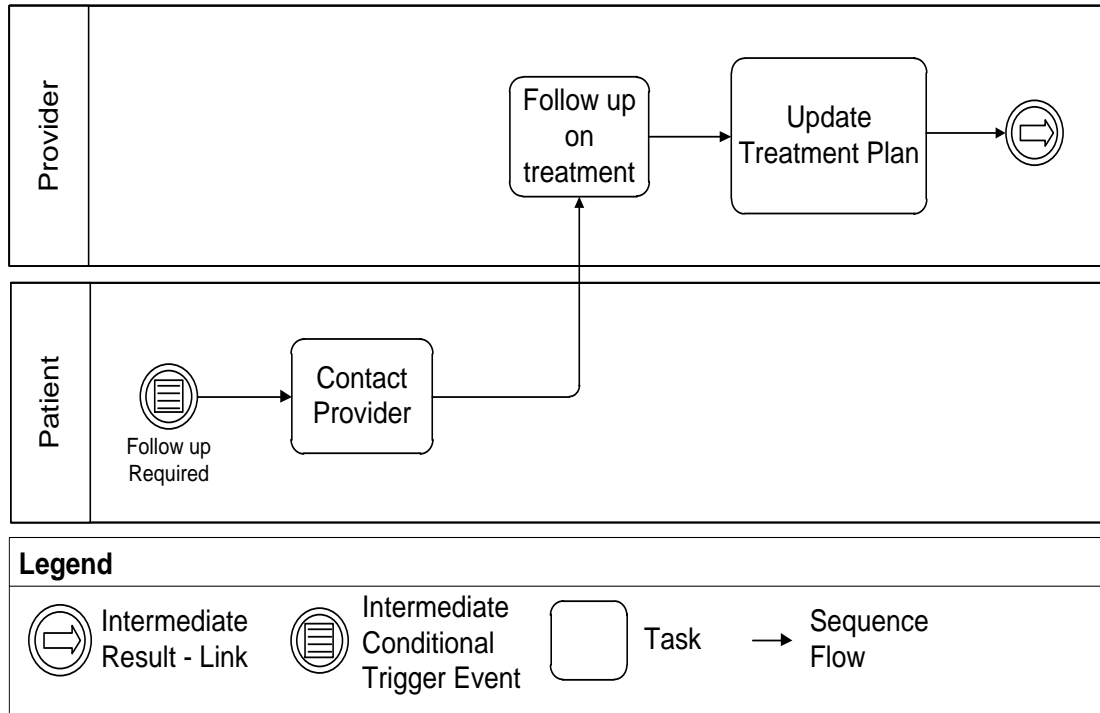 Provider
Follow up
on
treatment
Update
Treatment Plan
Patient
Contact
Provider
Follow up
Required
Legend
Intermediate
Result - Link
Intermediate
Conditional
Trigger Event
Task
Sequence
Flow